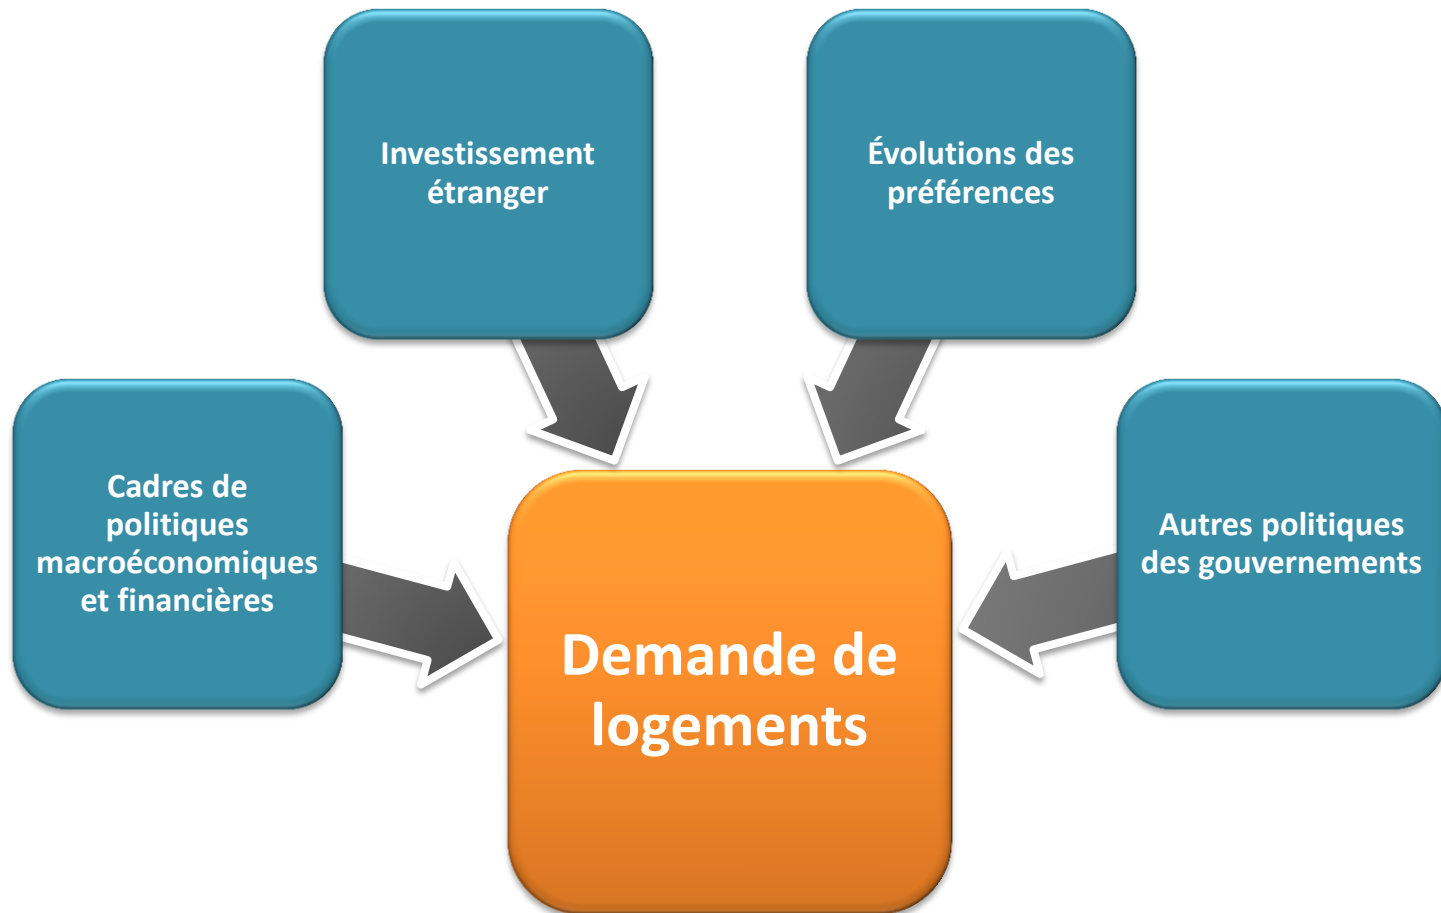 Investissement
étranger
Évolutions des
préférences
Cadres de
politiques
macroéconomiques
et financières
Autres politiques
des gouvernements
Demande de
logements